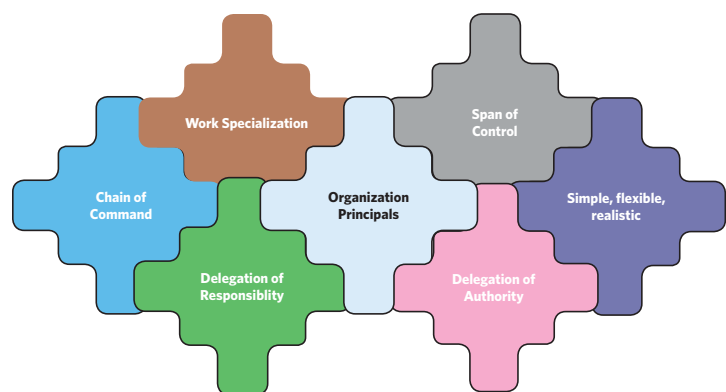 Work Specialization
Span of
Control
Chain of
Command
Organization
Principals
Simple, flexible,
realistic
Delegation of
Responsiblity
Delegation of
Authority